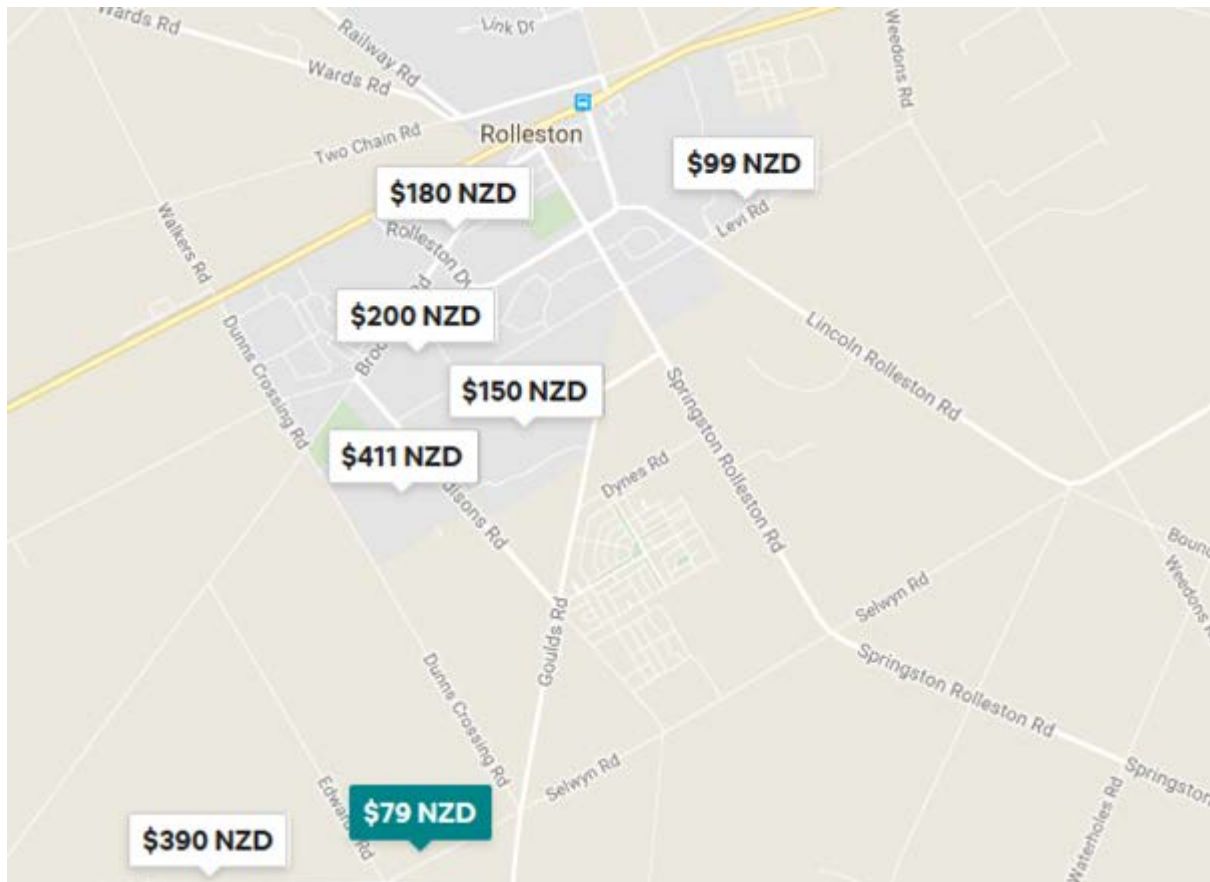 Wards Rd
Link Dr
Weedons Rd
Railway Rd
Wards Rd
Two Chain Rd
Rolleston
$99 NZD
$180 NZD
Levi Rd
Walkers Rd
Rolleston D
$200 NZD
Dunns Crossing Rd
Lincoln Rolleston Rd
$150 NZD
Springston Rolleston Rd
$411 NZD
Dynes Rd
disons Rd
Boun
Weedons R
Selwyn Rd
Goulds Rd
Springston Rolleston Rd
Dunns Crossing Rd
Selwyn Rd
Springston
$79 NZD
$390 NZD
Waterholes Rd